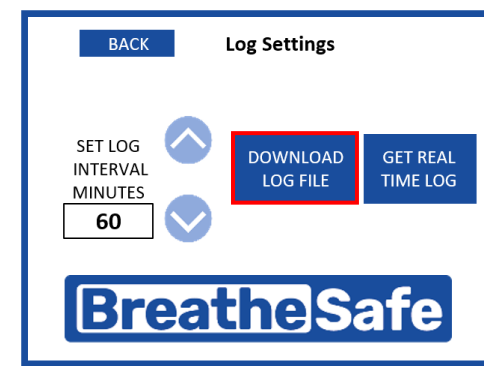 BACK
Log Settings
SET LOG
INTERVAL
MINUTES
60
DOWNLOAD
LOG FILE
GET REAL
TIME LOG
BreatheSafe